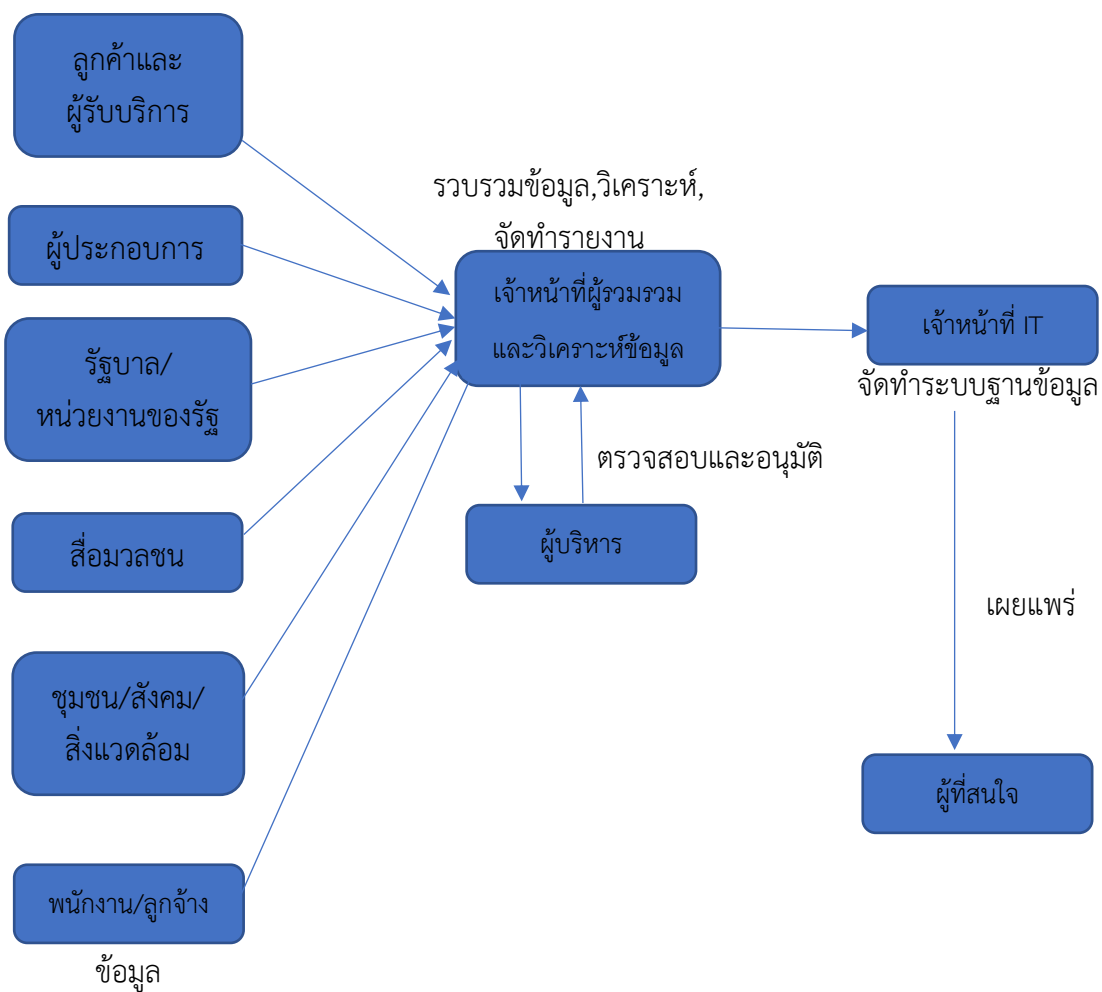 ลูกค้าและ
ผู้รับบริการ
ผู้ประกอบการ
รัฐบาล/
หน่วยงานของรัฐ
สื่อมวลชน
ชุมชน/สังคม/
สิ่งแวดล้อม
พนักงาน/ลูกจ้าง
ข้อมูล
รวบรวมข้อมูล,วิเคราะห์,
จัดทำรายงาน
เจ้าหน้าที่ผู้รวมรวม
และวิเคราะห์ข้อมูล
ตรวจสอบและอนุมัติ
ผู้บริหาร
เจ้าหน้าที่ IT
จัดทำระบบฐานข้อมูล
เผยแพร่
ผู้ที่สนใจ